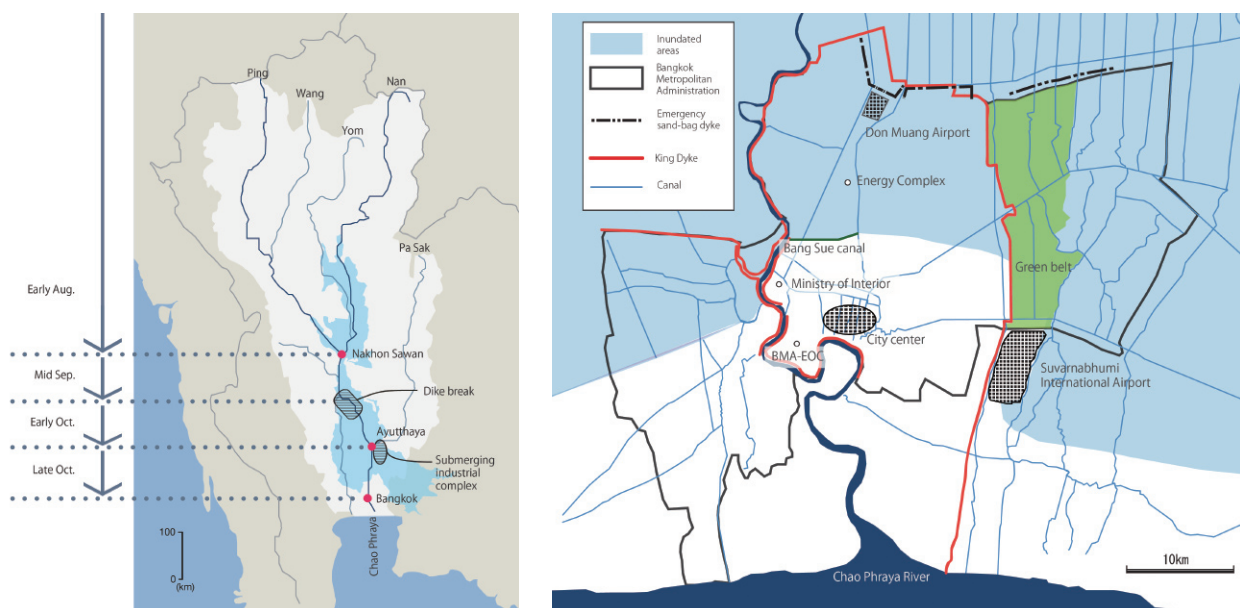 Ping
Nan
Wang
Yom
Pa Sak
Early Aug.
Nakhon Sawan
Mid Sep.
Dike break
Early Oct.
Ayutthaya
Late Oct.
Submerging
Industrial
complex
Bangkok
100
0
(km)
Chao Phraya
Inundated
areas
Bangkok
Metropolitan
Administration
Emergency
sand-bag dyke
King Dyke
Canal
Don Muang Airport
Energy Complex
Bang Sue canal
Green belt
Ministry of Interior
City center
BMA-EOC
Suvarnabhumi
International Airport
Chao Phraya River
10km